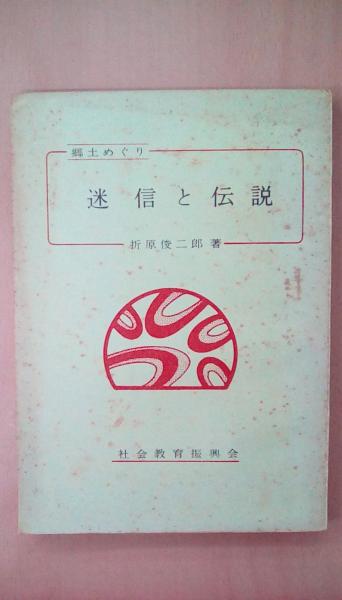 郷土めぐり
迷信と伝説
折原俊二郎著
社会教育振興会